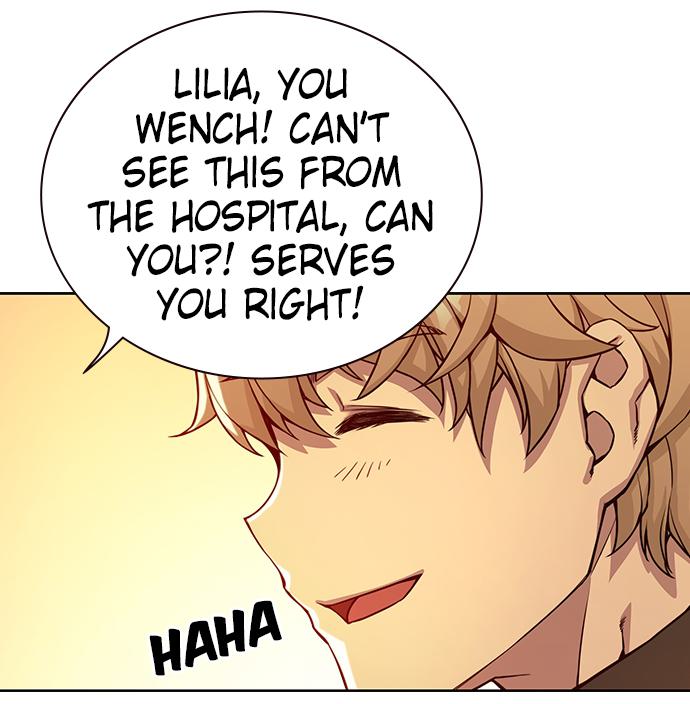 LILIA, YOU
WENCH! CAN'T
SEE THIS FROM
THE HOSPITAL, CAN
YOU?! SERVES
YOU RIGHT!
HAHA